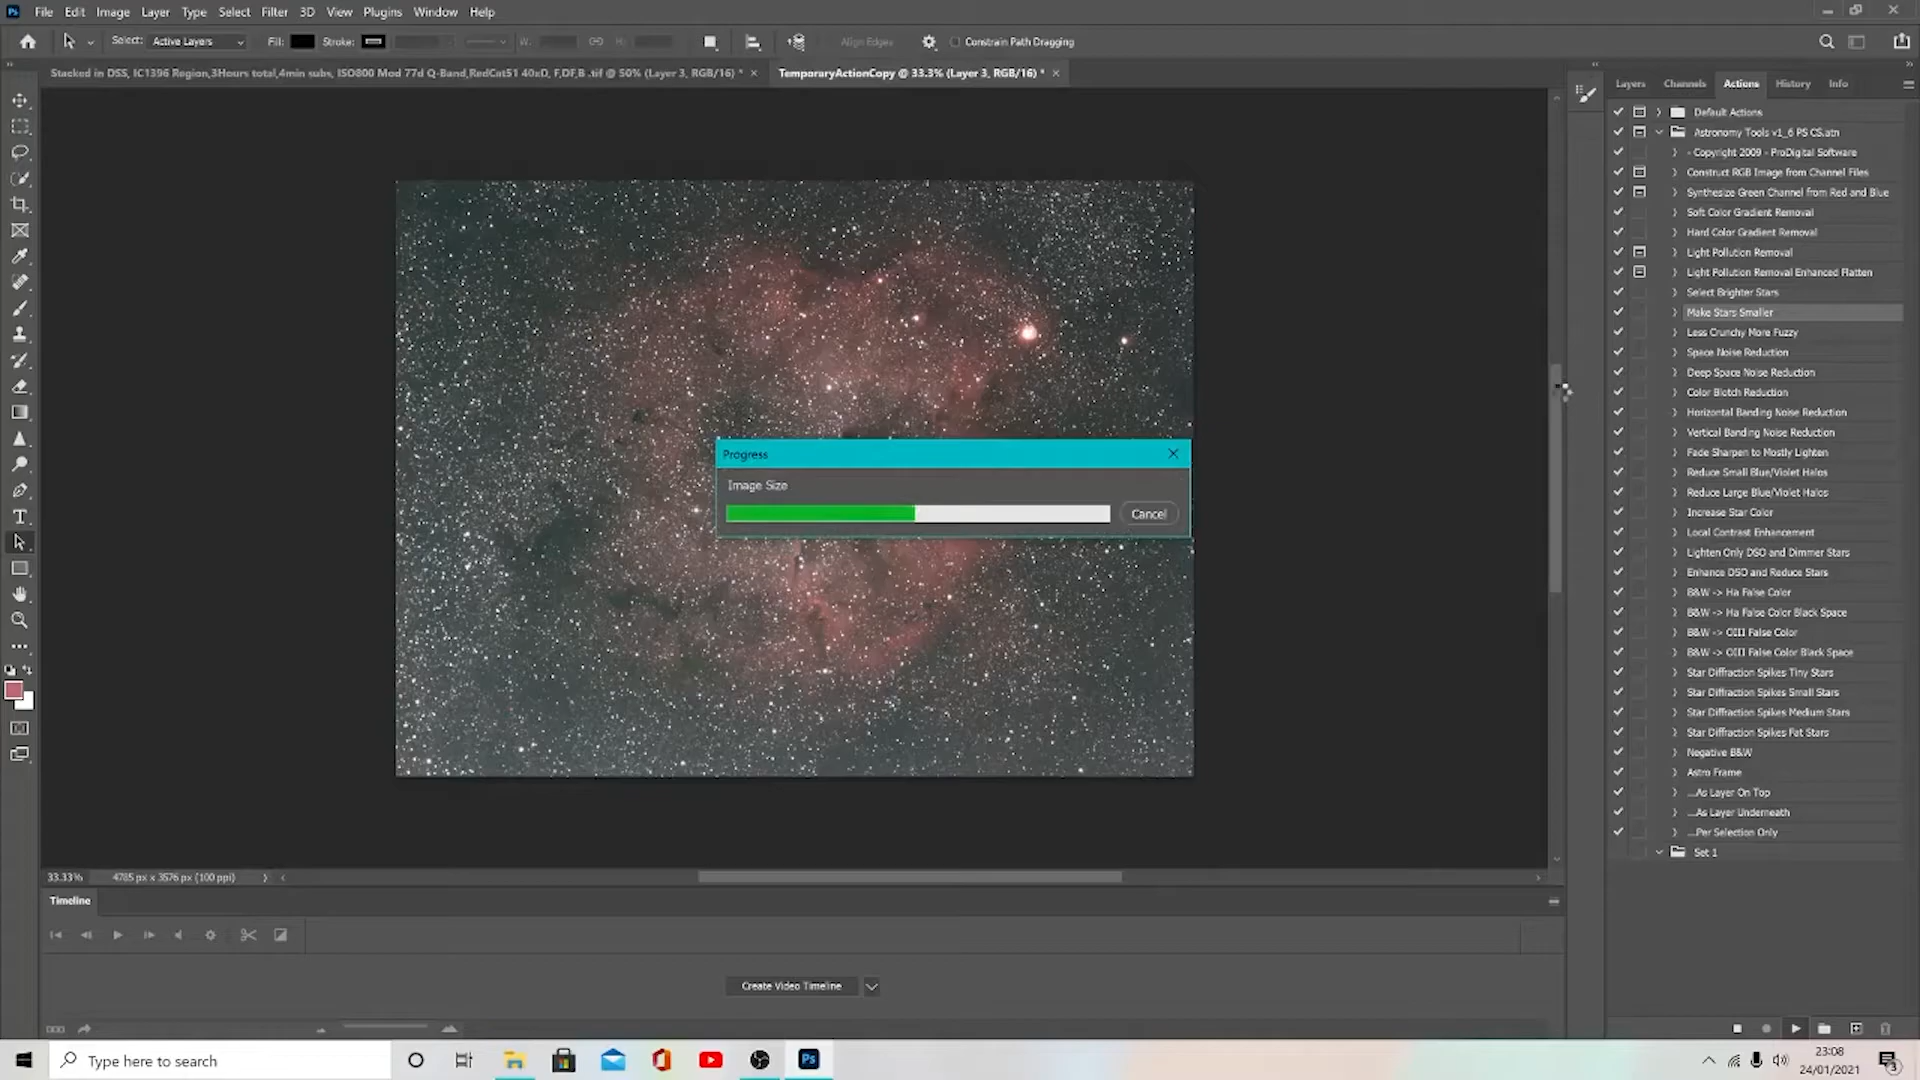 Ps File Edit Image Layer Type Select Filter 3D View Plugins Window Help
Select: Active Layers Fill: Stroke: W: H: Align Edges Constrain Path Dragging
Stacked in DSS, IC1396 Region,3Hours total,4min subs, ISO800 Mod 77d Q-Band,RedCat51 40xD, F,DF,B .tif @ 50% (Layer 3, RGB/16) *
TemporaryActionCopy @ 33.3% (Layer 3, RGB/16) *
Layers Channels Actions History Info
Default Actions
Astronomy Tools v1_6 PS CS.atn
- Copyright 2009 - ProDigital Software
Construct RGB Image from Channel Files
Synthesize Green Channel from Red and Blue
Soft Color Gradient Removal
Hard Color Gradient Removal
Light Pollution Removal
Light Pollution Removal Enhanced Flatten
Select Brighter Stars
Make Stars Smaller
Less Crunchy More Fuzzy
Space Noise Reduction
Deep Space Noise Reduction
Color Blotch Reduction
Horizontal Banding Noise Reduction
Vertical Banding Noise Reduction
Fade Sharpen to Mostly Lighten
Reduce Small Blue/Violet Halos
Reduce Large Blue/Violet Halos
Increase Star Color
Local Contrast Enhancement
Lighten Only DSO and Dimmer Stars
Enhance DSO and Reduce Stars
B&W -> Ha False Color
B&W -> Ha False Color Black Space
B&W -> OIII False Color
B&W -> OIII False Color Black Space
Star Diffraction Spikes Tiny Stars
Star Diffraction Spikes Small Stars
Star Diffraction Spikes Medium Stars
Star Diffraction Spikes Fat Stars
Negative B&W
Astro Frame
...As Layer On Top
...As Layer Underneath
...Per Selection Only
Set 1
Progress
Image Size
Cancel
33.33% 4785 px x 3576 px (100 ppi)
Timeline
Create Video Timeline
Type here to search
Ps
23:08
24/01/2021
3